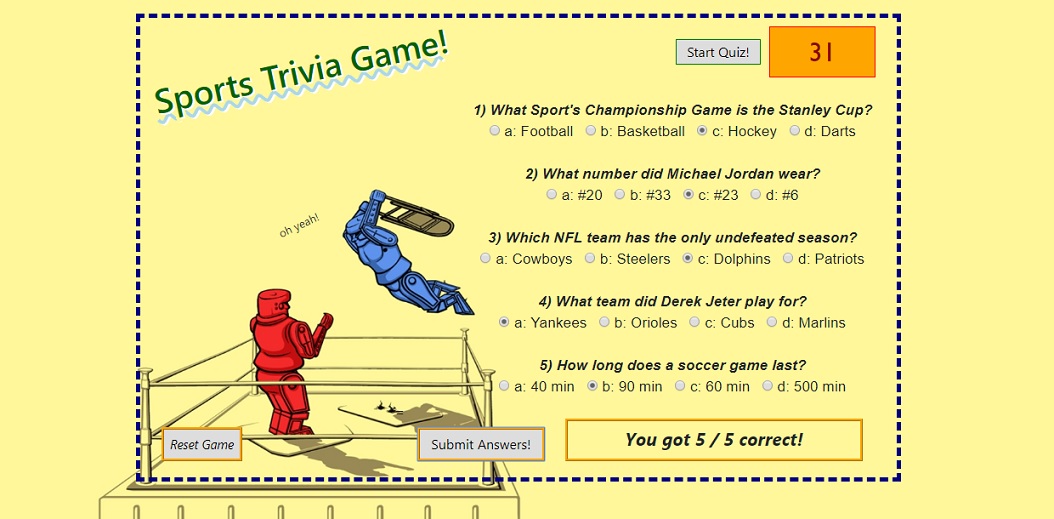 Sports Trivia Game!
Start Quiz!
31
1) What Sport's Championship Game is the Stanley Cup?
a: Football b: Basketball c: Hockey d: Darts
2) What number did Michael Jordan wear?
a: #20 b: #33 c: #23 d: #6
oh yeah!
3) Which NFL team has the only undefeated season?
a: Cowboys b: Steelers c: Dolphins d: Patriots
4) What team did Derek Jeter play for?
a: Yankees b: Orioles c: Cubs d: Marlins
5) How long does a soccer game last?
a: 40 min b: 90 min c: 60 min d: 500 min
Reset Game
Submit Answers!
You got 5 / 5 correct!